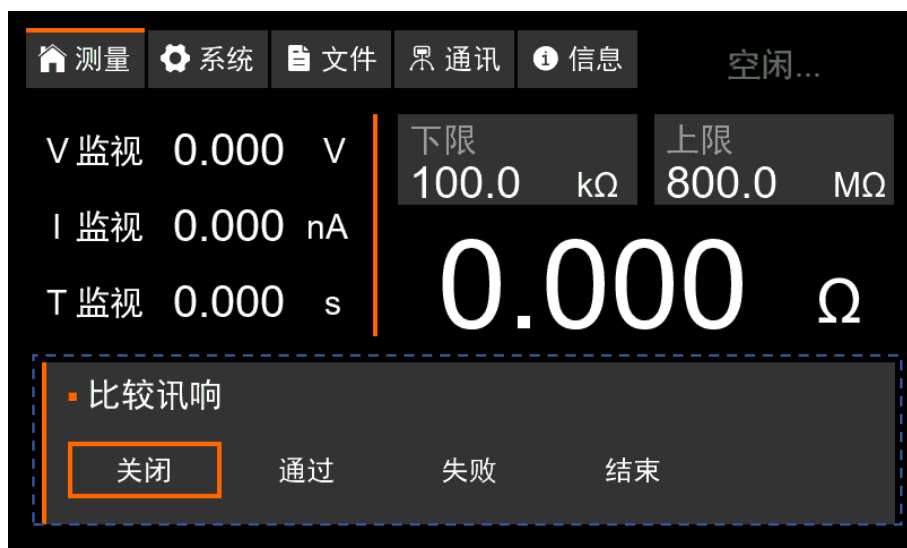 测量 系统 文件 通讯 信息 空闲...
V 监视 0.000 V
I 监视 0.000 nA
T 监视 0.000 s
下限 上限
100.0 kΩ 800.0 MΩ
0.000 Ω
比较讯响
关闭 通过 失败 结束